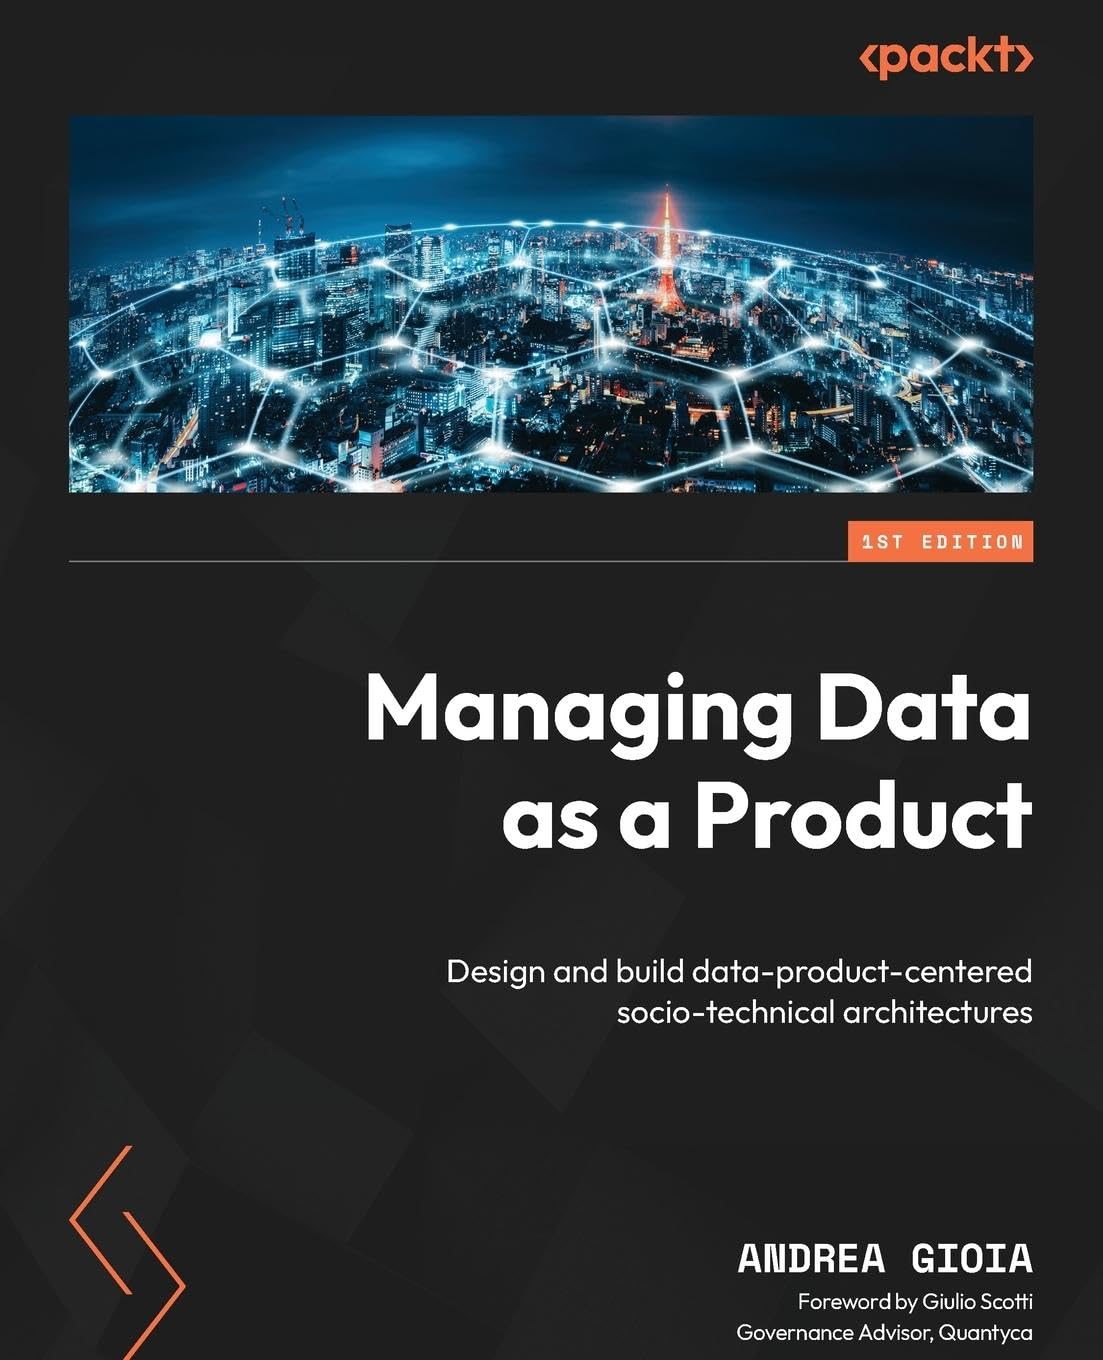 <packt>
1ST EDITION
Managing Data
as a Product
Design and build data-product-centered
socio-technical architectures
ANDREA GIOIA
Foreword by Giulio Scotti
Governance Advisor, Quantyca